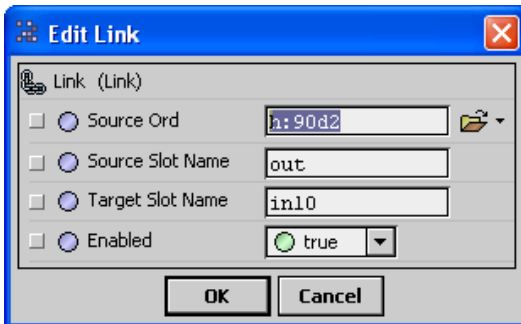 Edit Link
Link (Link)
Source Ord h:90d2
Source Slot Name out
Target Slot Name in10
Enabled true
OK Cancel